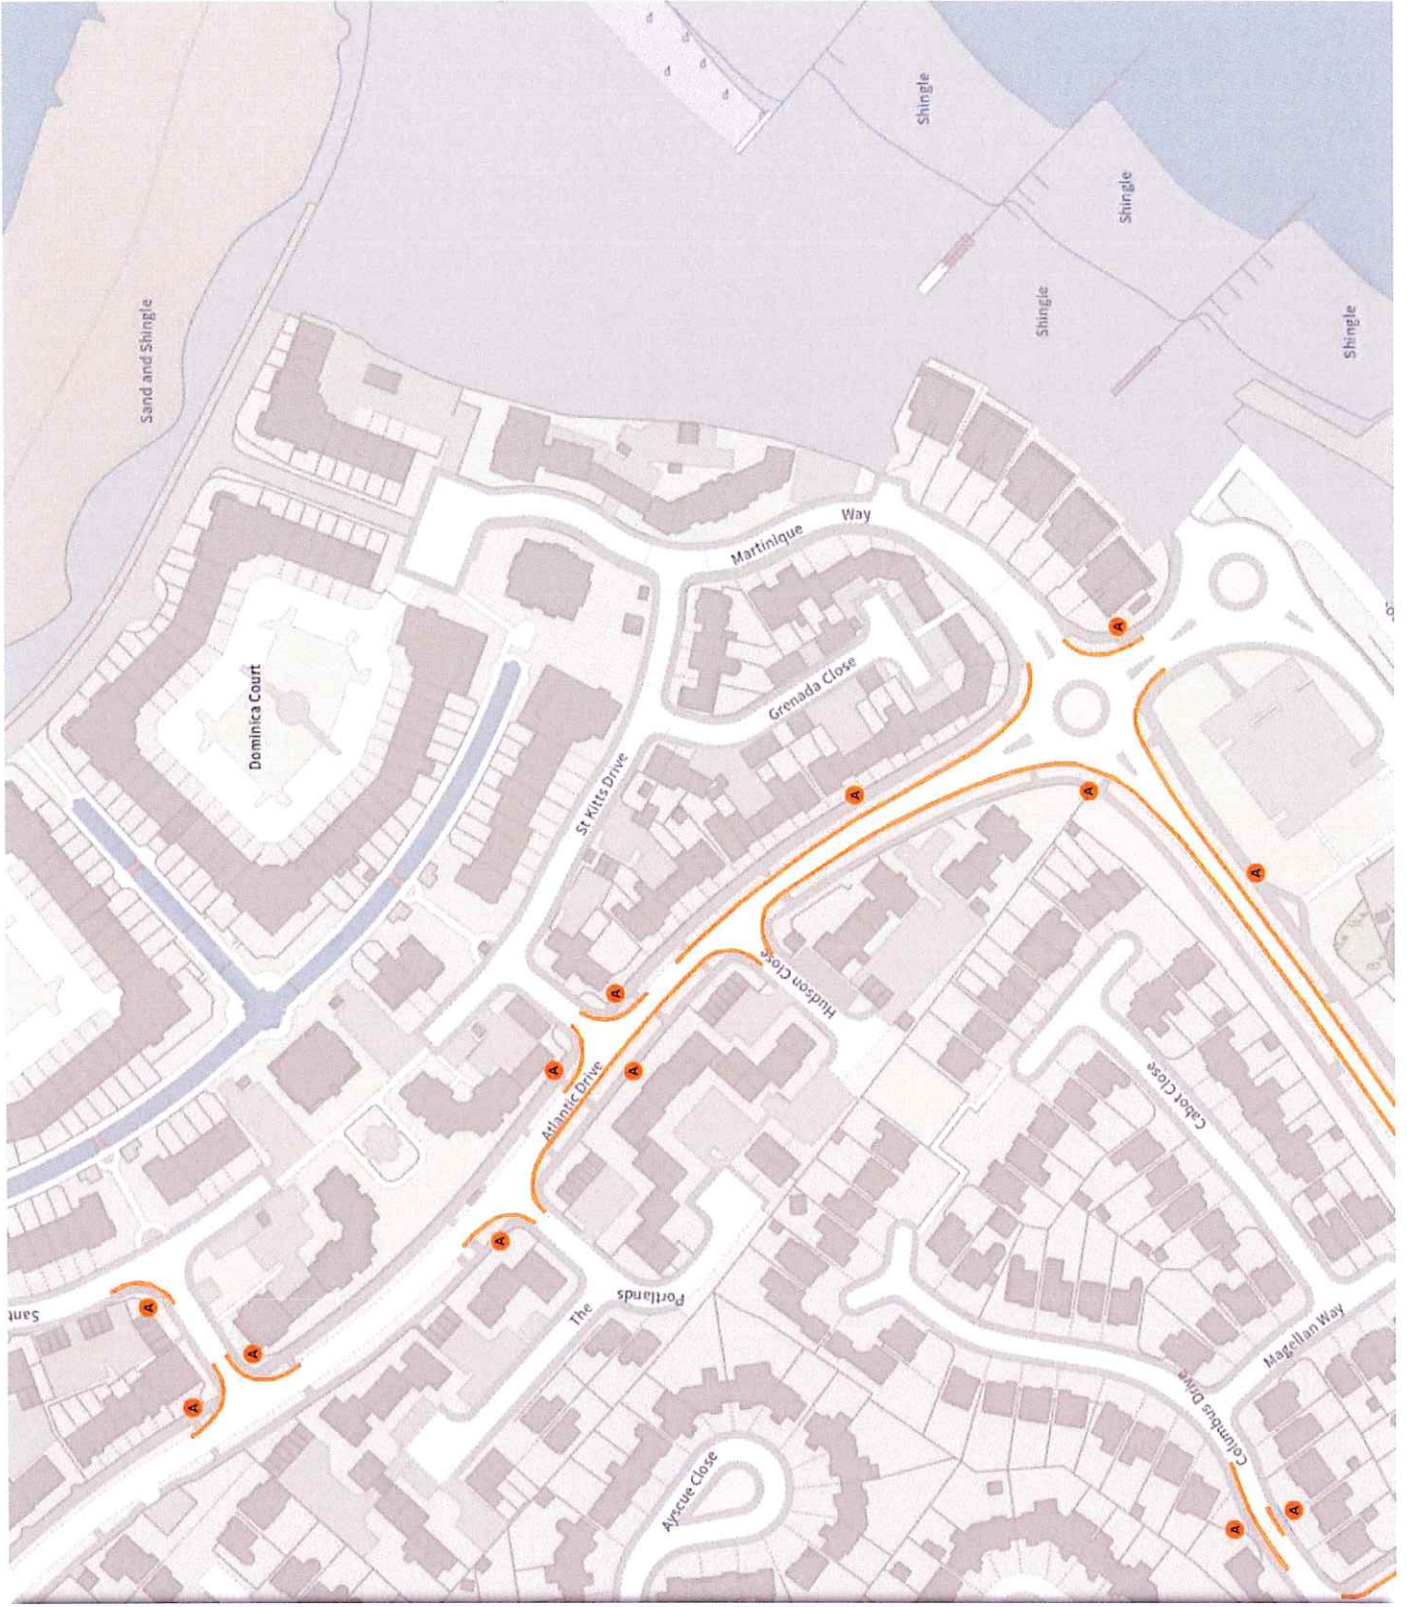 Shingle
Shingle
Shingle
Shingle
Sand and Shingle
Way
Martinique
Dominica Court
Grenada Close
St Kitts Drive
A
A
A
A
Hudson Close
A
A
A
Atlantic Drive
Cabot Close
A
A
Sant
The
Portlands
A
A
Magellan Way
Columbus Drive
Ayscue Close
A
A